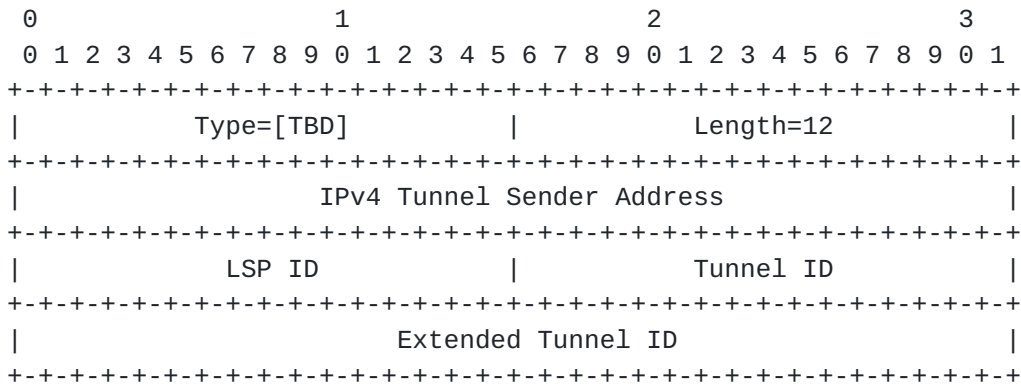 0                   1                   2                   3
 0 1 2 3 4 5 6 7 8 9 0 1 2 3 4 5 6 7 8 9 0 1 2 3 4 5 6 7 8 9 0 1
+-+-+-+-+-+-+-+-+-+-+-+-+-+-+-+-+-+-+-+-+-+-+-+-+-+-+-+-+-+-+-+-+
|           Type=[TBD]          |           Length=12           |
+-+-+-+-+-+-+-+-+-+-+-+-+-+-+-+-+-+-+-+-+-+-+-+-+-+-+-+-+-+-+-+-+
|                   IPv4 Tunnel Sender Address                  |
+-+-+-+-+-+-+-+-+-+-+-+-+-+-+-+-+-+-+-+-+-+-+-+-+-+-+-+-+-+-+-+-+
|             LSP ID            |           Tunnel ID           |
+-+-+-+-+-+-+-+-+-+-+-+-+-+-+-+-+-+-+-+-+-+-+-+-+-+-+-+-+-+-+-+-+
|                        Extended Tunnel ID                     |
+-+-+-+-+-+-+-+-+-+-+-+-+-+-+-+-+-+-+-+-+-+-+-+-+-+-+-+-+-+-+-+-+